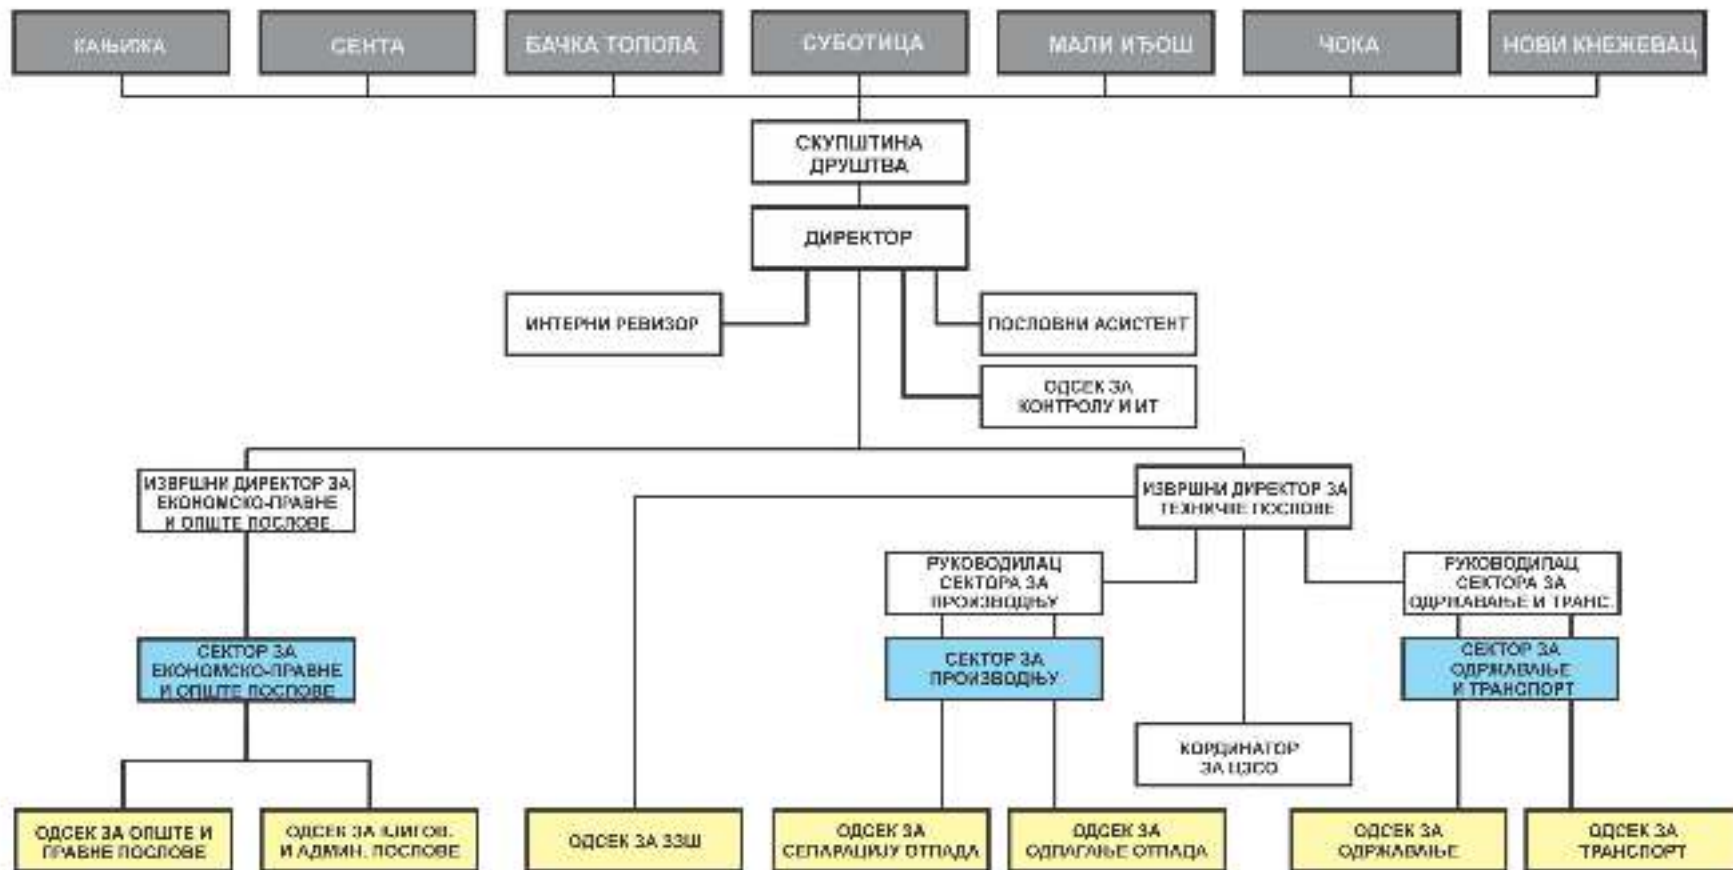 КАЊИЖА
СЕНТА
БАЧКА ТОПОЛА
СУБОТИЦА
МАЛИ ИЂОШ
ЧОКА
НОВИ КНЕЖЕВАЦ
СКУПШТИНА
ДРУШТВА
ДИРЕКТОР
ИНТЕРНИ РЕВИЗОР
ПОСЛОВНИ АСИСТЕНТ
ОДСЕК ЗА
КОНТРОЛУ И ИТ
ИЗВРШНИ ДИРЕКТОР ЗА
ЕКОНОМСКО-ПРАВНЕ
И ОПШТЕ ПОСЛОВЕ
ИЗВРШНИ ДИРЕКТОР ЗА
ТЕХНИЧКЕ ПОСЛОВЕ
РУКОВОДИЛАЦ
СЕКТОРА ЗА
ПРОИЗВОДЊУ
РУКОВОДИЛАЦ
СЕКТОРА ЗА
ОДРЖАВАЊЕ И ТРАНС.
СЕКТОР ЗА
ЕКОНОМСКО-ПРАВНЕ
И ОПШТЕ ПОСЛОВЕ
СЕКТОР ЗА
ПРОИЗВОДЊУ
СЕКТОР ЗА
ОДРЖАВАЊЕ
И ТРАНСПОРТ
КОРДИНАТОР
ЗА ЦЗСО
ОДСЕК ЗА ОПШТЕ И
ПРАВНЕ ПОСЛОВЕ
ОДСЕК ЗА КЈИГОВ.
И АДМИН. ПОСЛОВЕ
ОДСЕК ЗА ЗЗШ
ОДСЕК ЗА
СЕПАРАЦИЈУ ОТПАДА
ОДСЕК ЗА
ОДЛАГАЊЕ ОТПАДА
ОДСЕК ЗА
ОДРЖАВАЊЕ
ОДСЕК ЗА
ТРАНСПОРТ